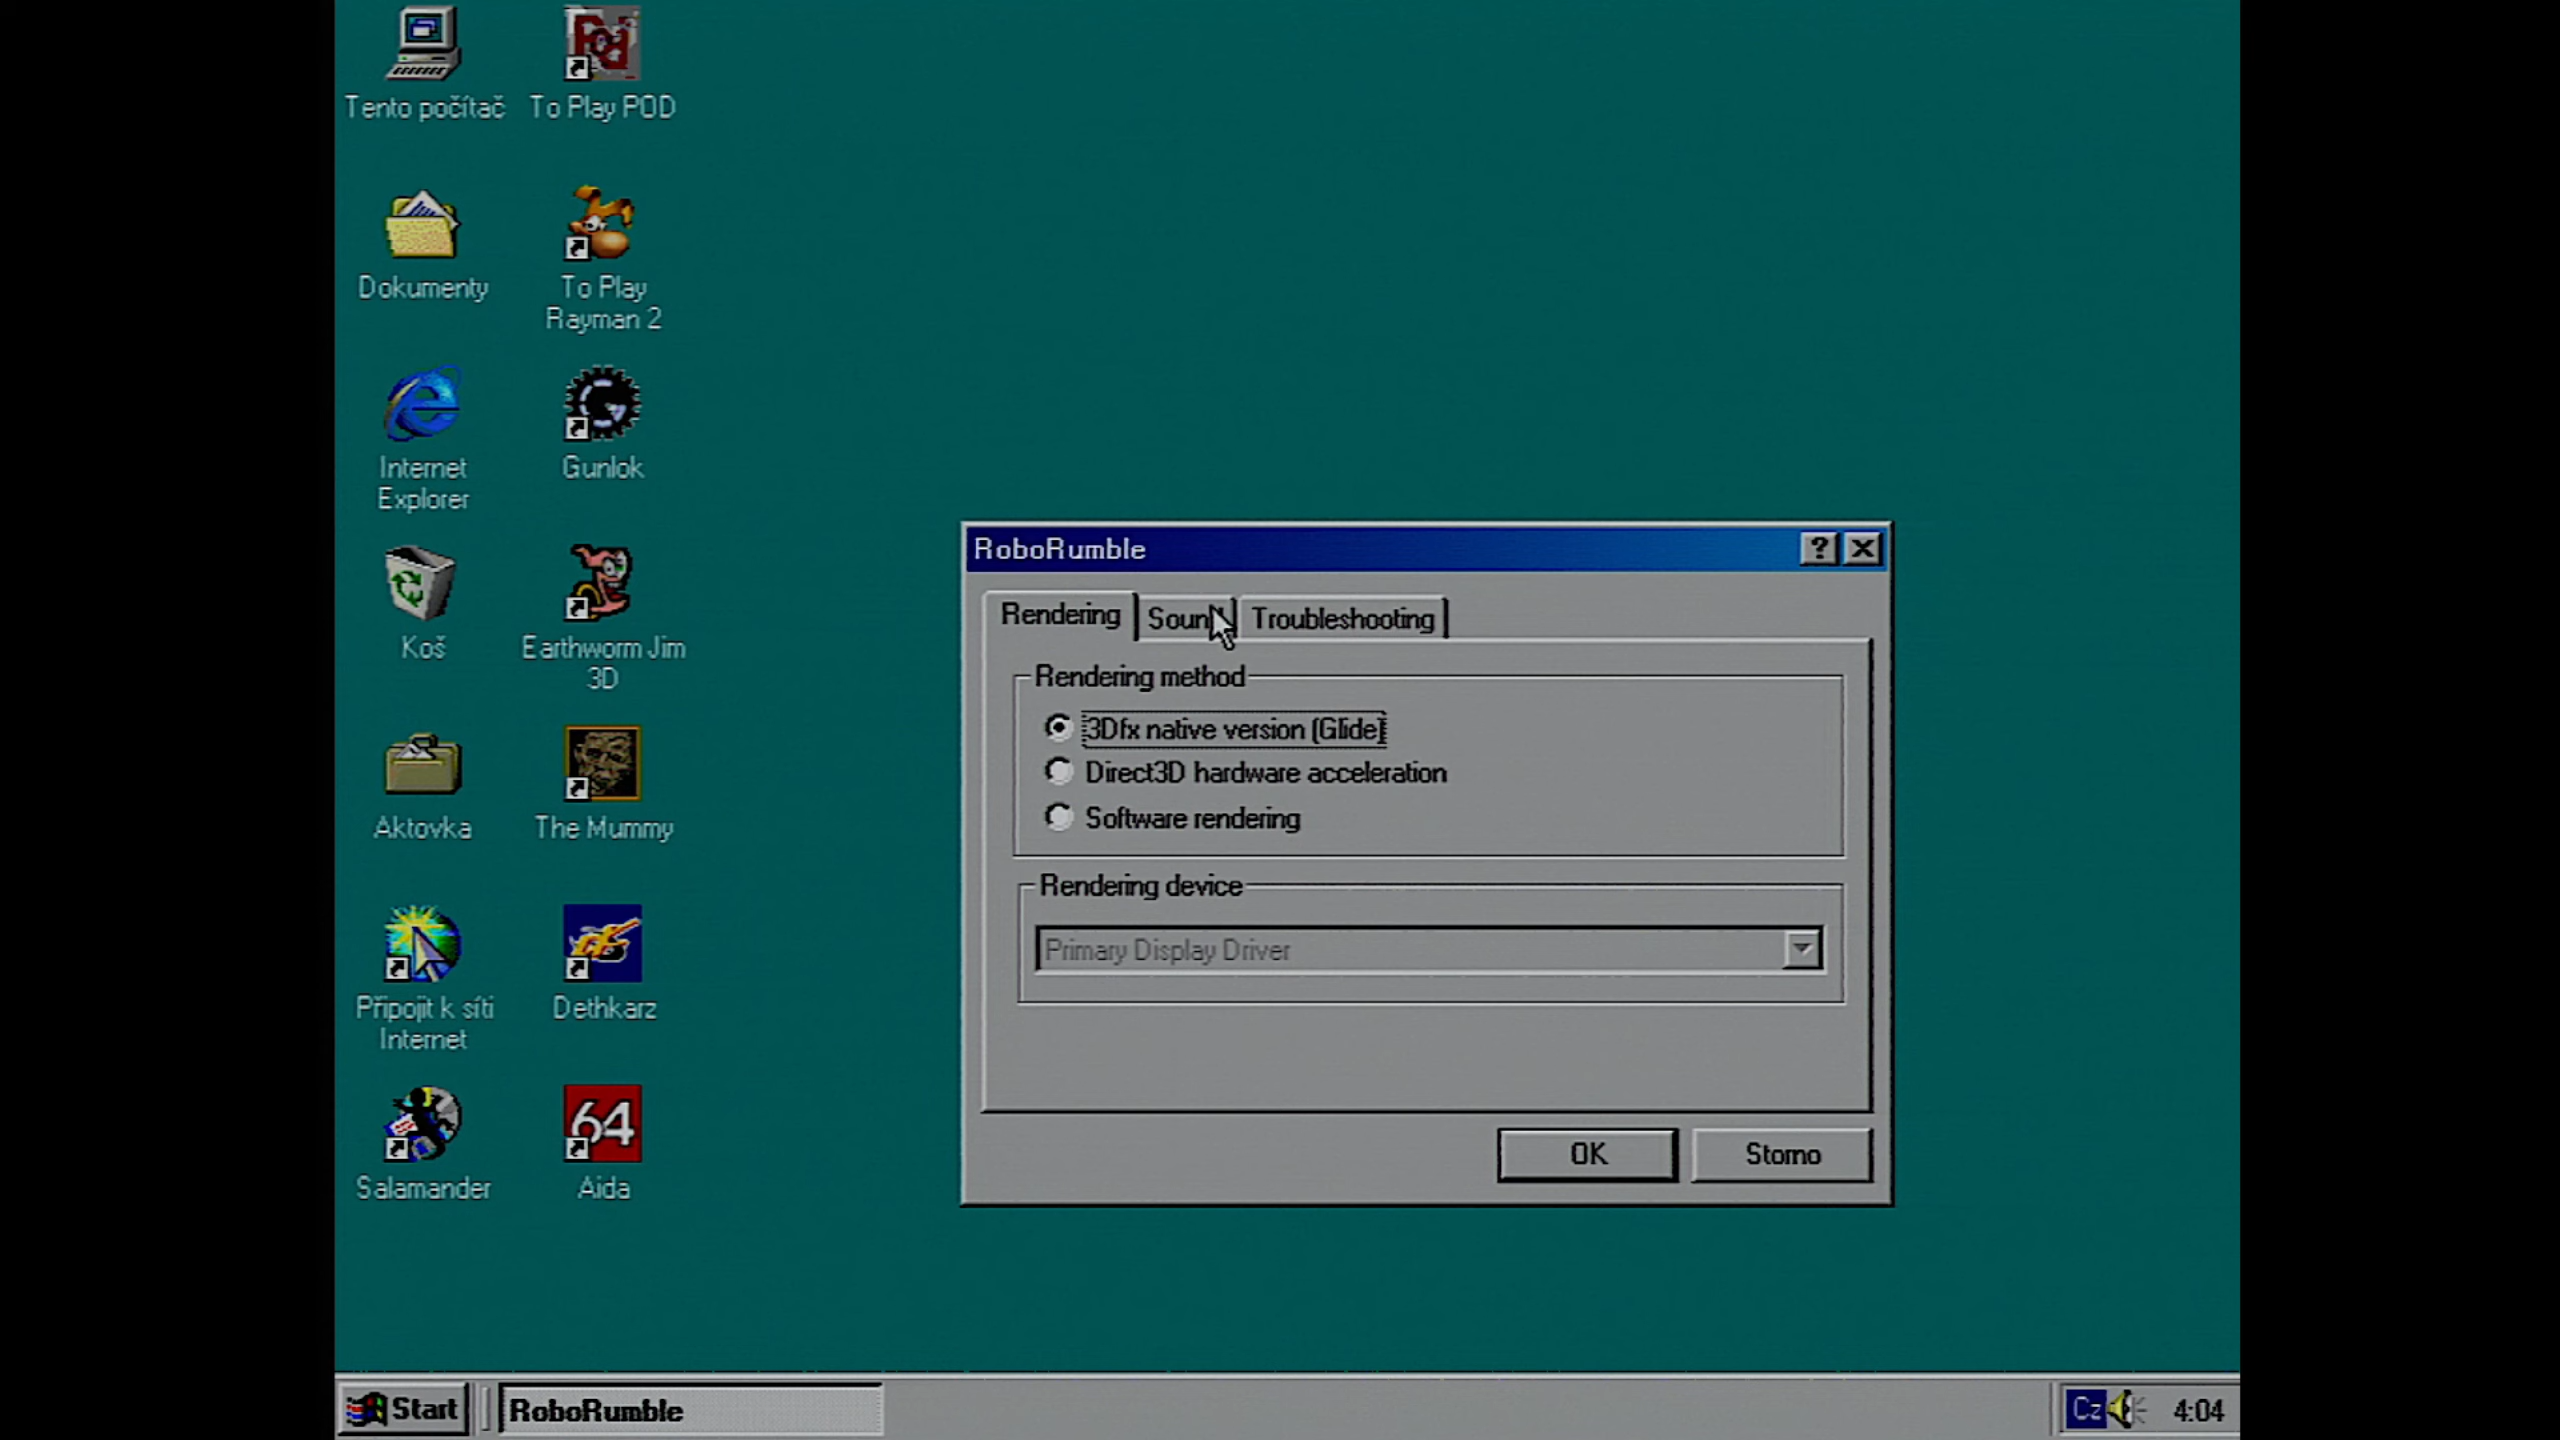 Tento počítač
To Play POD
Dokumenty
To Play
Rayman 2
Internet
Explorer
Gunlok
Koš
Earthworm Jim
3D
Aktovka
The Mummy
Připojit k síti
Internet
Dethkarz
Salamander
64
Aida
RoboRumble
Rendering
Sound
Troubleshooting
Rendering method
3Dfx native version (Glide)
Direct3D hardware acceleration
Software rendering
Rendering device
Primary Display Driver
OK
Storno
Start
RoboRumble
Cz
4:04